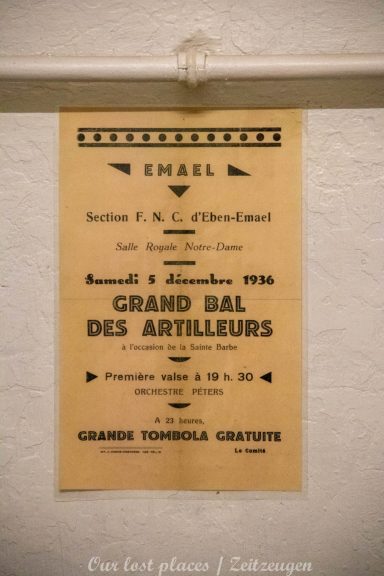 EMAEL
Section F. N. C. d'Eben-Emael
Salle Royale Notre-Dame
Samedi 5 décembre 1936
GRAND BAL
DES ARTILLEURS
à l'occasion de la Sainte Barbe
Première valse à 19 h. 30
ORCHESTRE PÉTERS
A 23 heures,
GRANDE TOMBOLA GRATUITE
Le Comité
Our lost places / Zeitzeugen